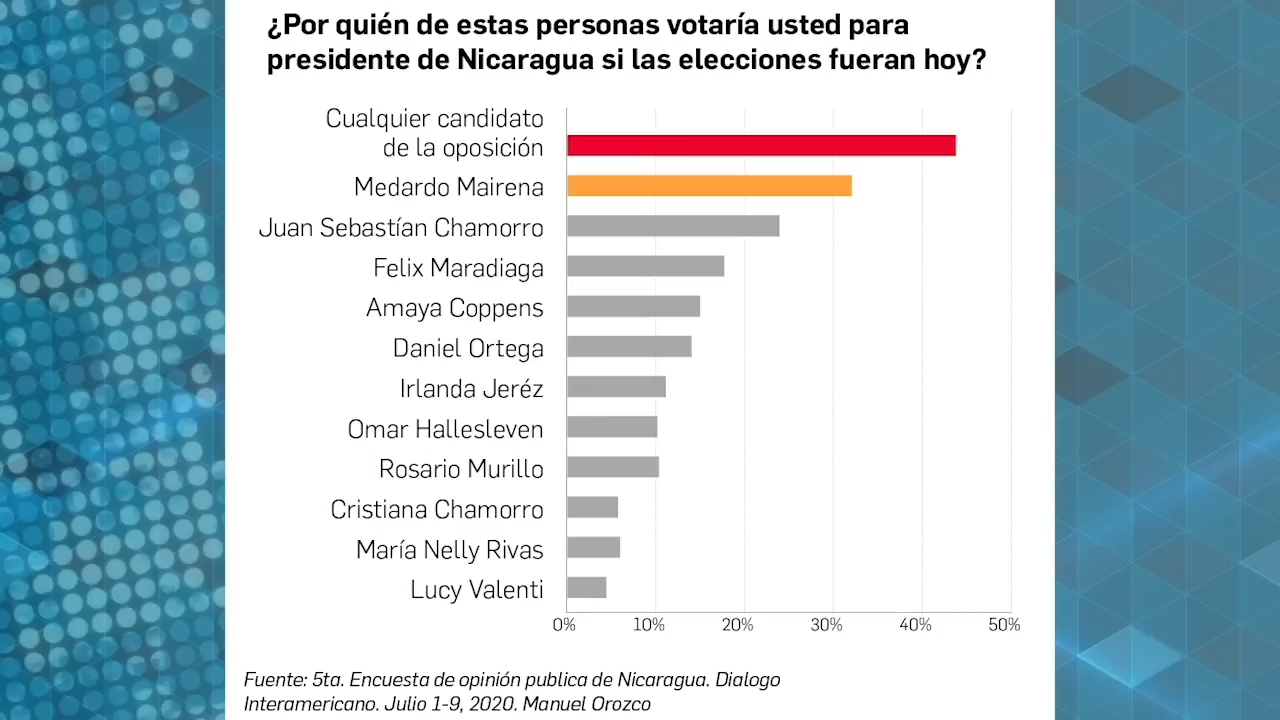 ¿Por quién de estas personas votaría usted para
presidente de Nicaragua si las elecciones fueran hoy?
Cualquier candidato
de la oposición
Medardo Mairena
Juan Sebastían Chamorro
Felix Maradiaga
Amaya Coppens
Daniel Ortega
Irlanda Jeréz
Omar Hallesleven
Rosario Murillo
Cristiana Chamorro
María Nelly Rivas
Lucy Valenti
0% 10% 20% 30% 40% 50%
Fuente: 5ta. Encuesta de opinión publica de Nicaragua. Dialogo
Interamericano. Julio 1-9, 2020. Manuel Orozco